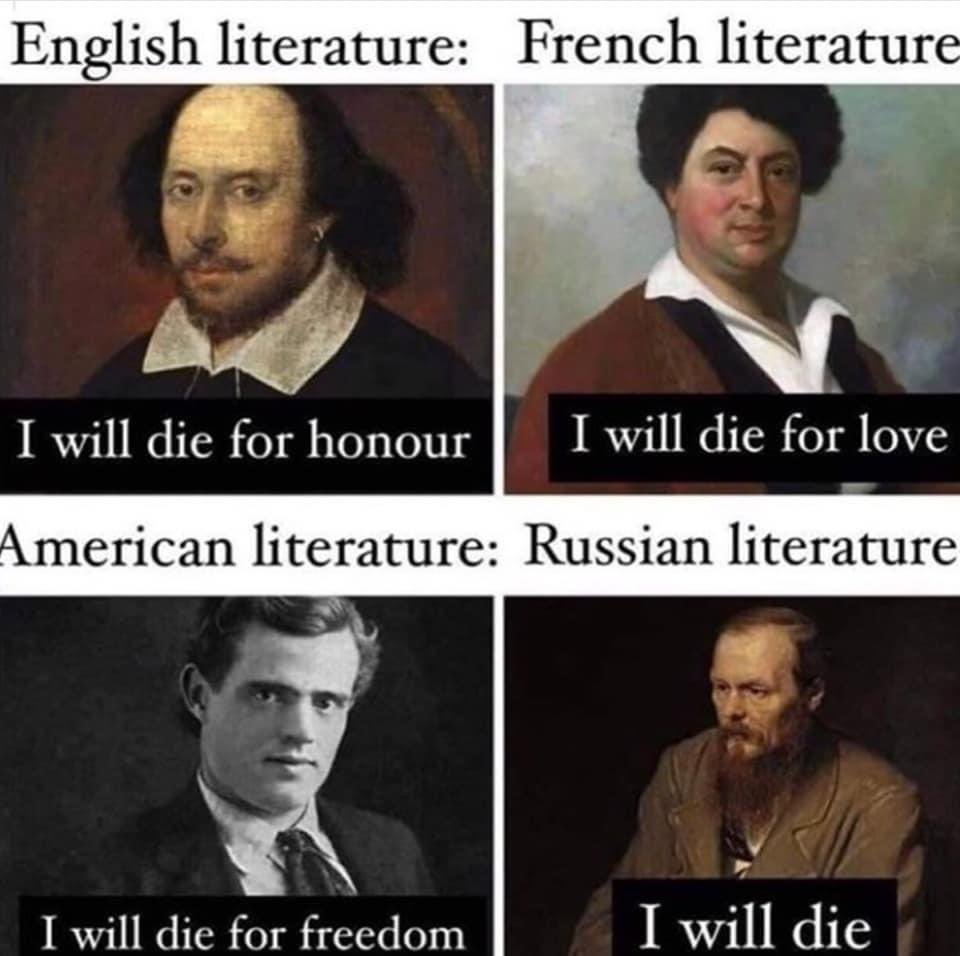 English literature:
French literature
I will die for honour
I will die for love
American literature:
Russian literature
I will die for freedom
I will die